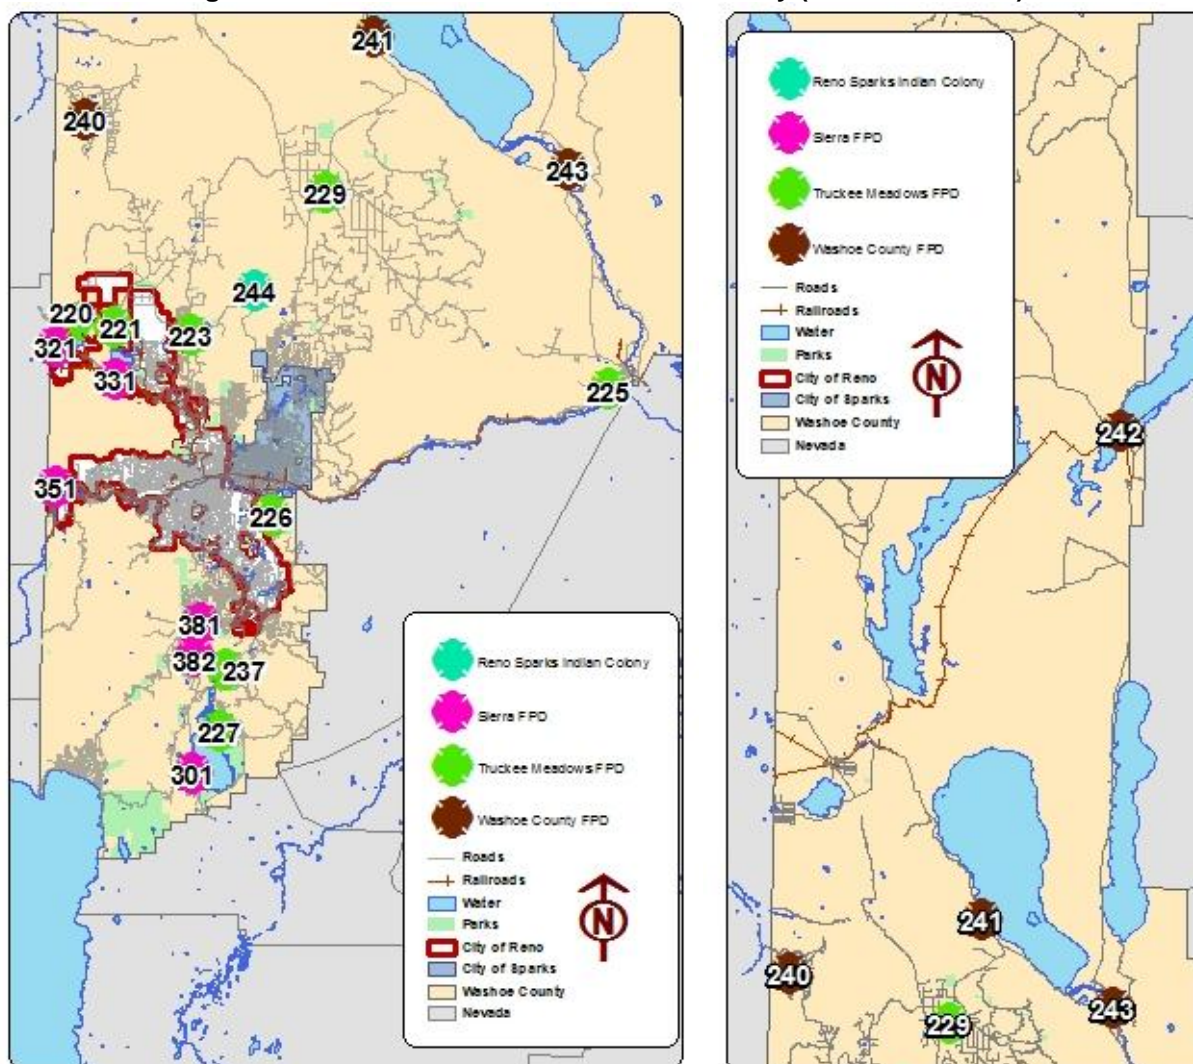 241
240
243
229
244
220
221
223
321
331
225
351
226
381
382
237
227
301
Reno Sparks Indian Colony
Sierra FPD
Truckee Meadows FPD
Washoe County FPD
Roads
Railroads
Water
Parks
City of Reno
City of Sparks
Washoe County
Nevada
N
Reno Sparks Indian Colony
Sierra FPD
Truckee Meadows FPD
Washoe County FPD
Roads
Railroads
Water
Parks
City of Reno
City of Sparks
Washoe County
Nevada
N
242
241
240
243
229